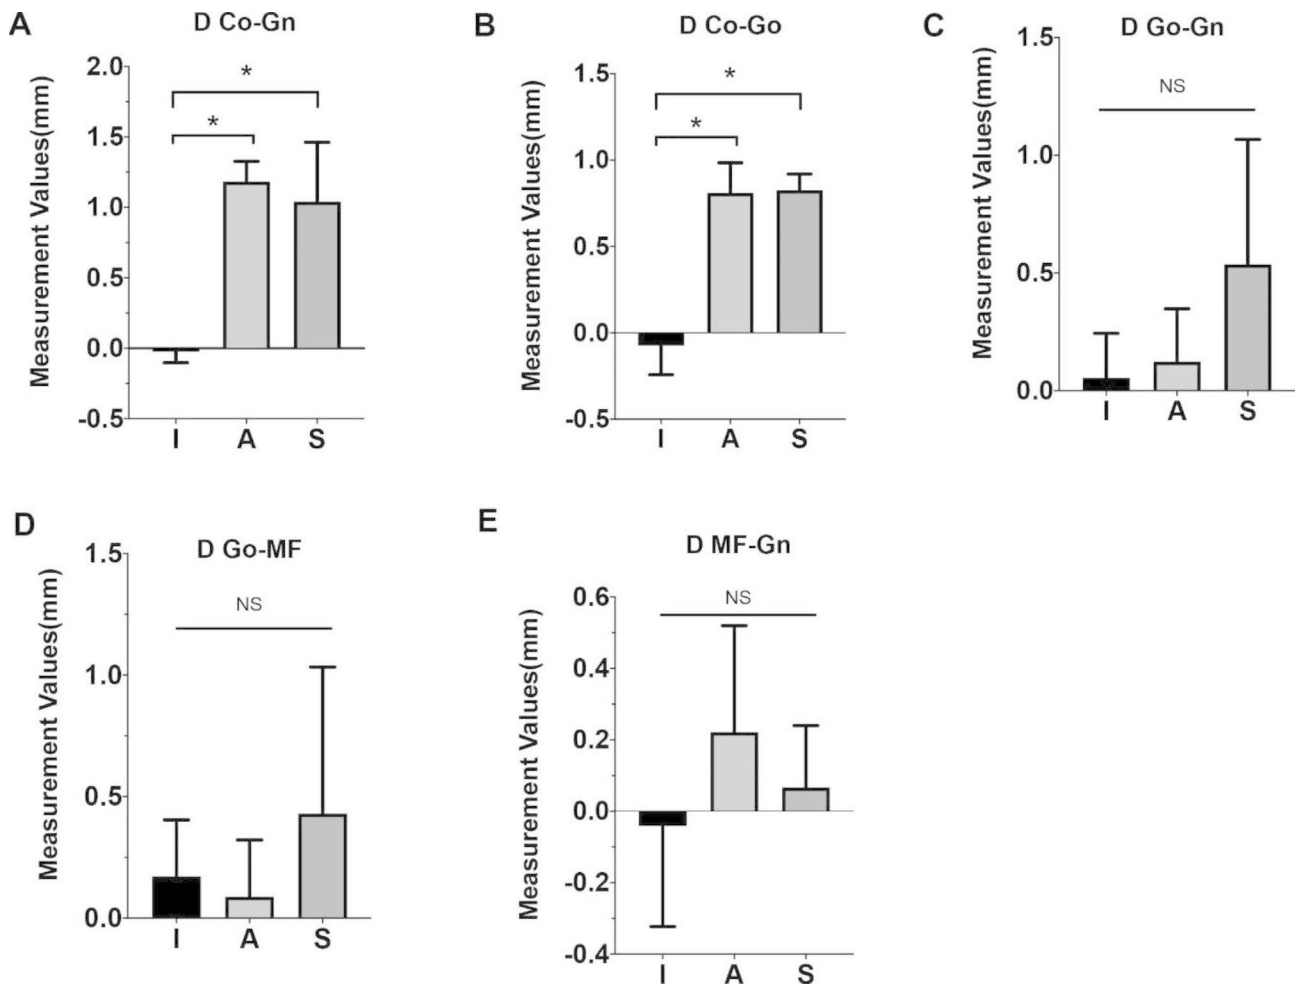 A
D Co-Gn
Measurement Values(mm)
2.0
1.5
1.0
0.5
0.0
-0.5
*
*
I A S
B
D Co-Go
Measurement Values(mm)
1.5
1.0
0.5
0.0
-0.5
*
*
I A S
C
D Go-Gn
Measurement Values(mm)
1.5
1.0
0.5
0.0
NS
I A S
D
D Go-MF
Measurement Values(mm)
1.5
1.0
0.5
0.0
NS
I A S
E
D MF-Gn
Measurement Values(mm)
0.6
0.4
0.2
0.0
-0.2
-0.4
NS
I A S